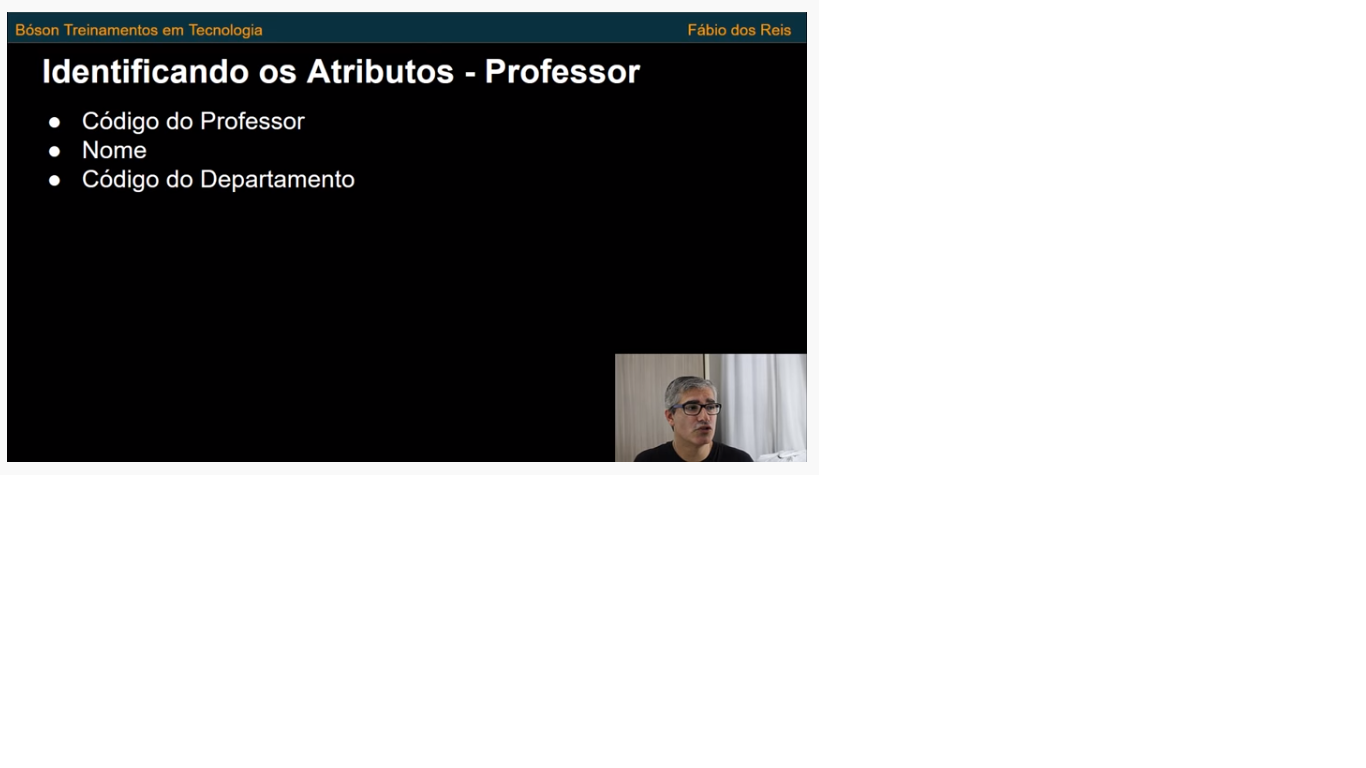 Bóson Treinamentos em Tecnologia
Fábio dos Reis
Identificando os Atributos - Professor
● Código do Professor
● Nome
● Código do Departamento